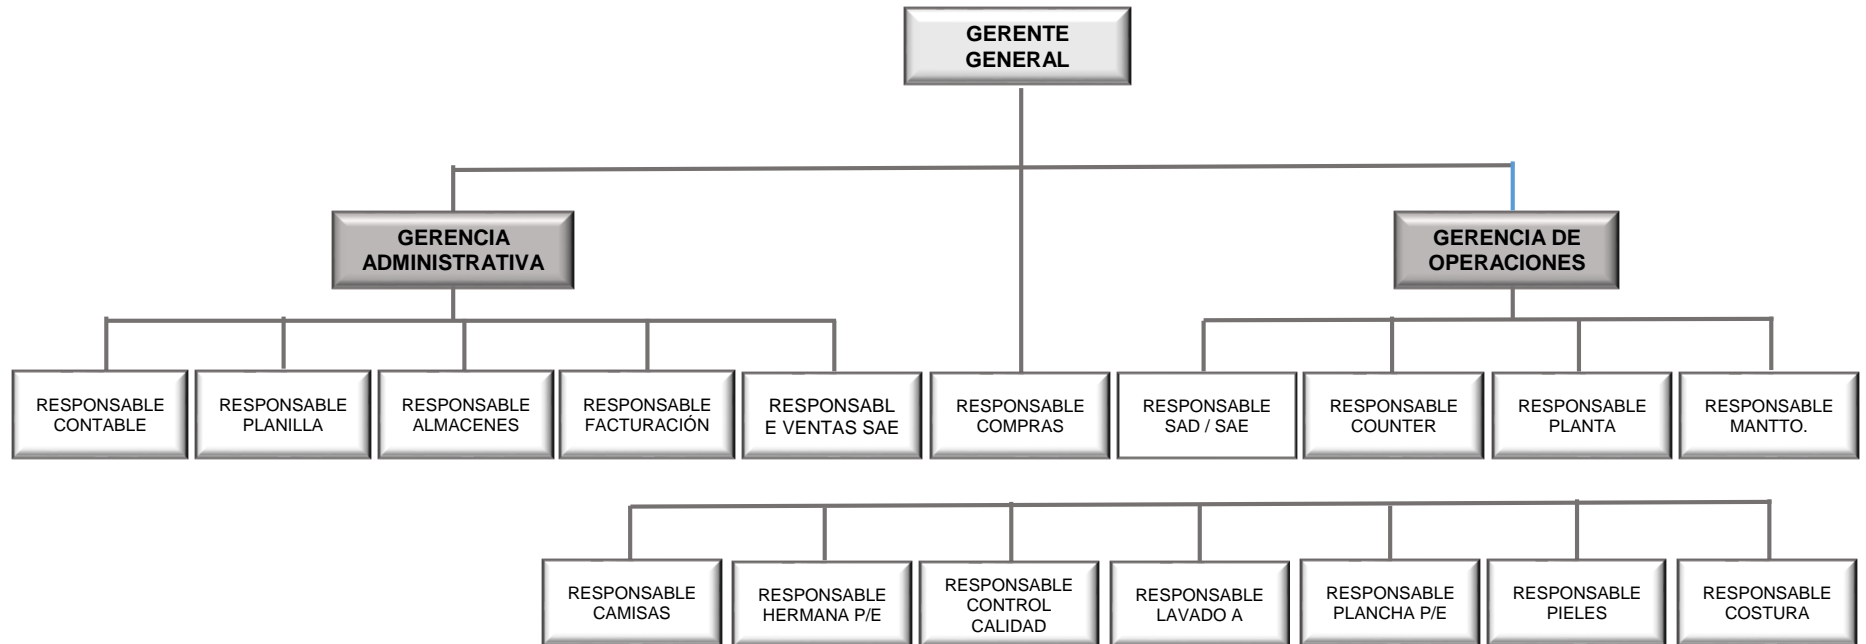 GERENTE
GENERAL
GERENCIA
ADMINISTRATIVA
GERENCIA DE
OPERACIONES
RESPONSABLE
CONTABLE
RESPONSABLE
PLANILLA
RESPONSABLE
ALMACENES
RESPONSABLE
FACTURACIÓN
RESPONSABL
E VENTAS SAE
RESPONSABLE
COMPRAS
RESPONSABLE
SAD / SAE
RESPONSABLE
COUNTER
RESPONSABLE
PLANTA
RESPONSABLE
MANTTO.
RESPONSABLE
CAMISAS
RESPONSABLE
HERMANA P/E
RESPONSABLE
CONTROL
CALIDAD
RESPONSABLE
LAVADO A
RESPONSABLE
PLANCHA P/E
RESPONSABLE
PIELES
RESPONSABLE
COSTURA